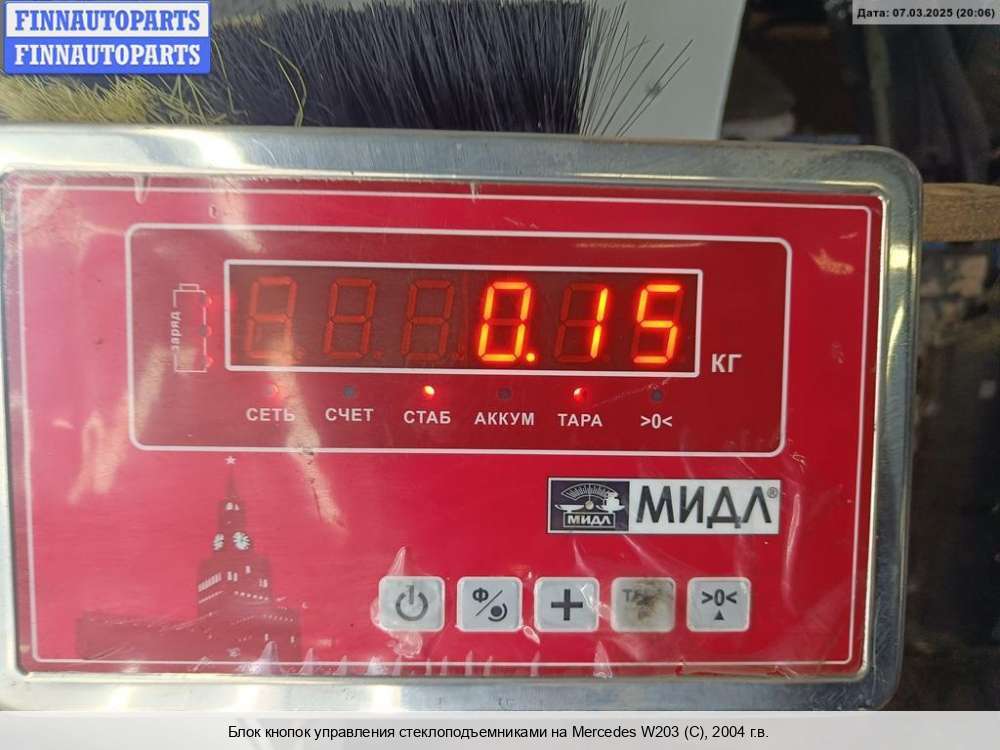 FINNAUTOPARTS
FINNAUTOPARTS
Дата: 07.03.2025 (20:06)
заряд
0.15
КГ
СЕТЬ СЧЕТ СТАБ АККУМ ТАРА >0<
МИДЛ МИДЛ®
Ф/ + >0<
Блок кнопок управления стеклоподъемниками на Mercedes W203 (C), 2004 г.в.